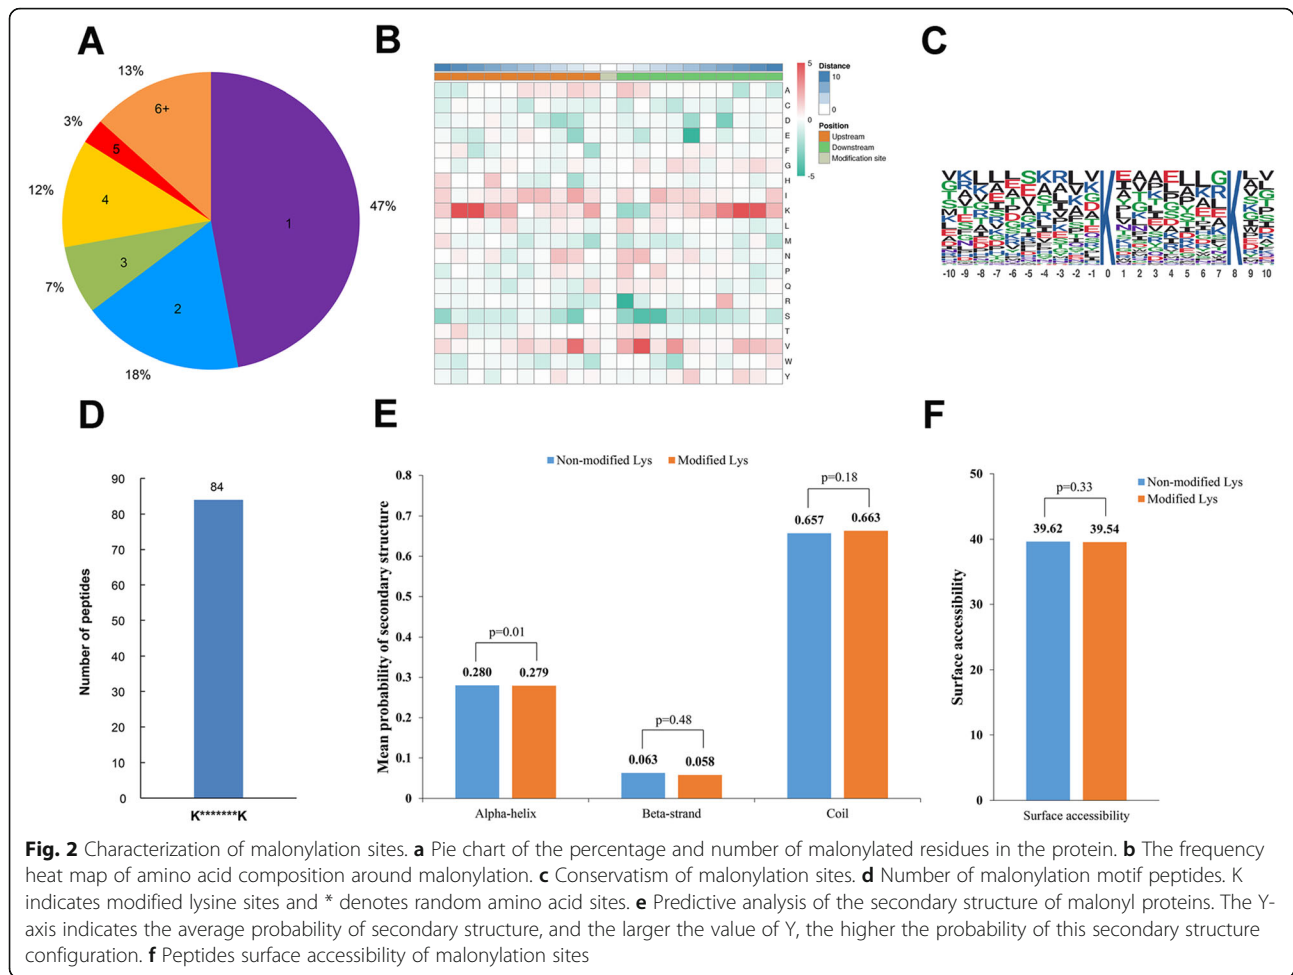 A
13%
6+
3%
5
12%
4
7%
3
18%
2
1
47%
B
A
C
D
E
F
G
H
I
K
L
M
N
P
Q
R
S
T
V
W
Y
5
0
-5
Distance
10
0
Position
Upstream
Downstream
Modification site
C
VKLLLESKRLV EAAELLG LV
-10 -9 -8 -7 -6 -5 -4 -3 -2 -1 0 1 2 3 4 5 6 7 8 9 10
D
Number of peptides
90
80
70
60
50
40
30
20
10
0
84
K*******K
E
Non-modified Lys Modified Lys
Mean probability of secondary structure
0.8
0.7
0.6
0.5
0.4
0.3
0.2
0.1
0
p=0.01
0.280 0.279
p=0.48
0.063 0.058
p=0.18
0.657 0.663
Alpha-helix Beta-strand Coil
F
Non-modified Lys
Modified Lys
Surface accessibility
50
40
30
20
10
0
p=0.33
39.62 39.54
Surface accessibility
Fig. 2 Characterization of malonylation sites. a Pie chart of the percentage and number of malonylated residues in the protein. b The frequency
heat map of amino acid composition around malonylation. c Conservatism of malonylation sites. d Number of malonylation motif peptides. K
indicates modified lysine sites and * denotes random amino acid sites. e Predictive analysis of the secondary structure of malonyl proteins. The Y-
axis indicates the average probability of secondary structure, and the larger the value of Y, the higher the probability of this secondary structure
configuration. f Peptides surface accessibility of malonylation sites